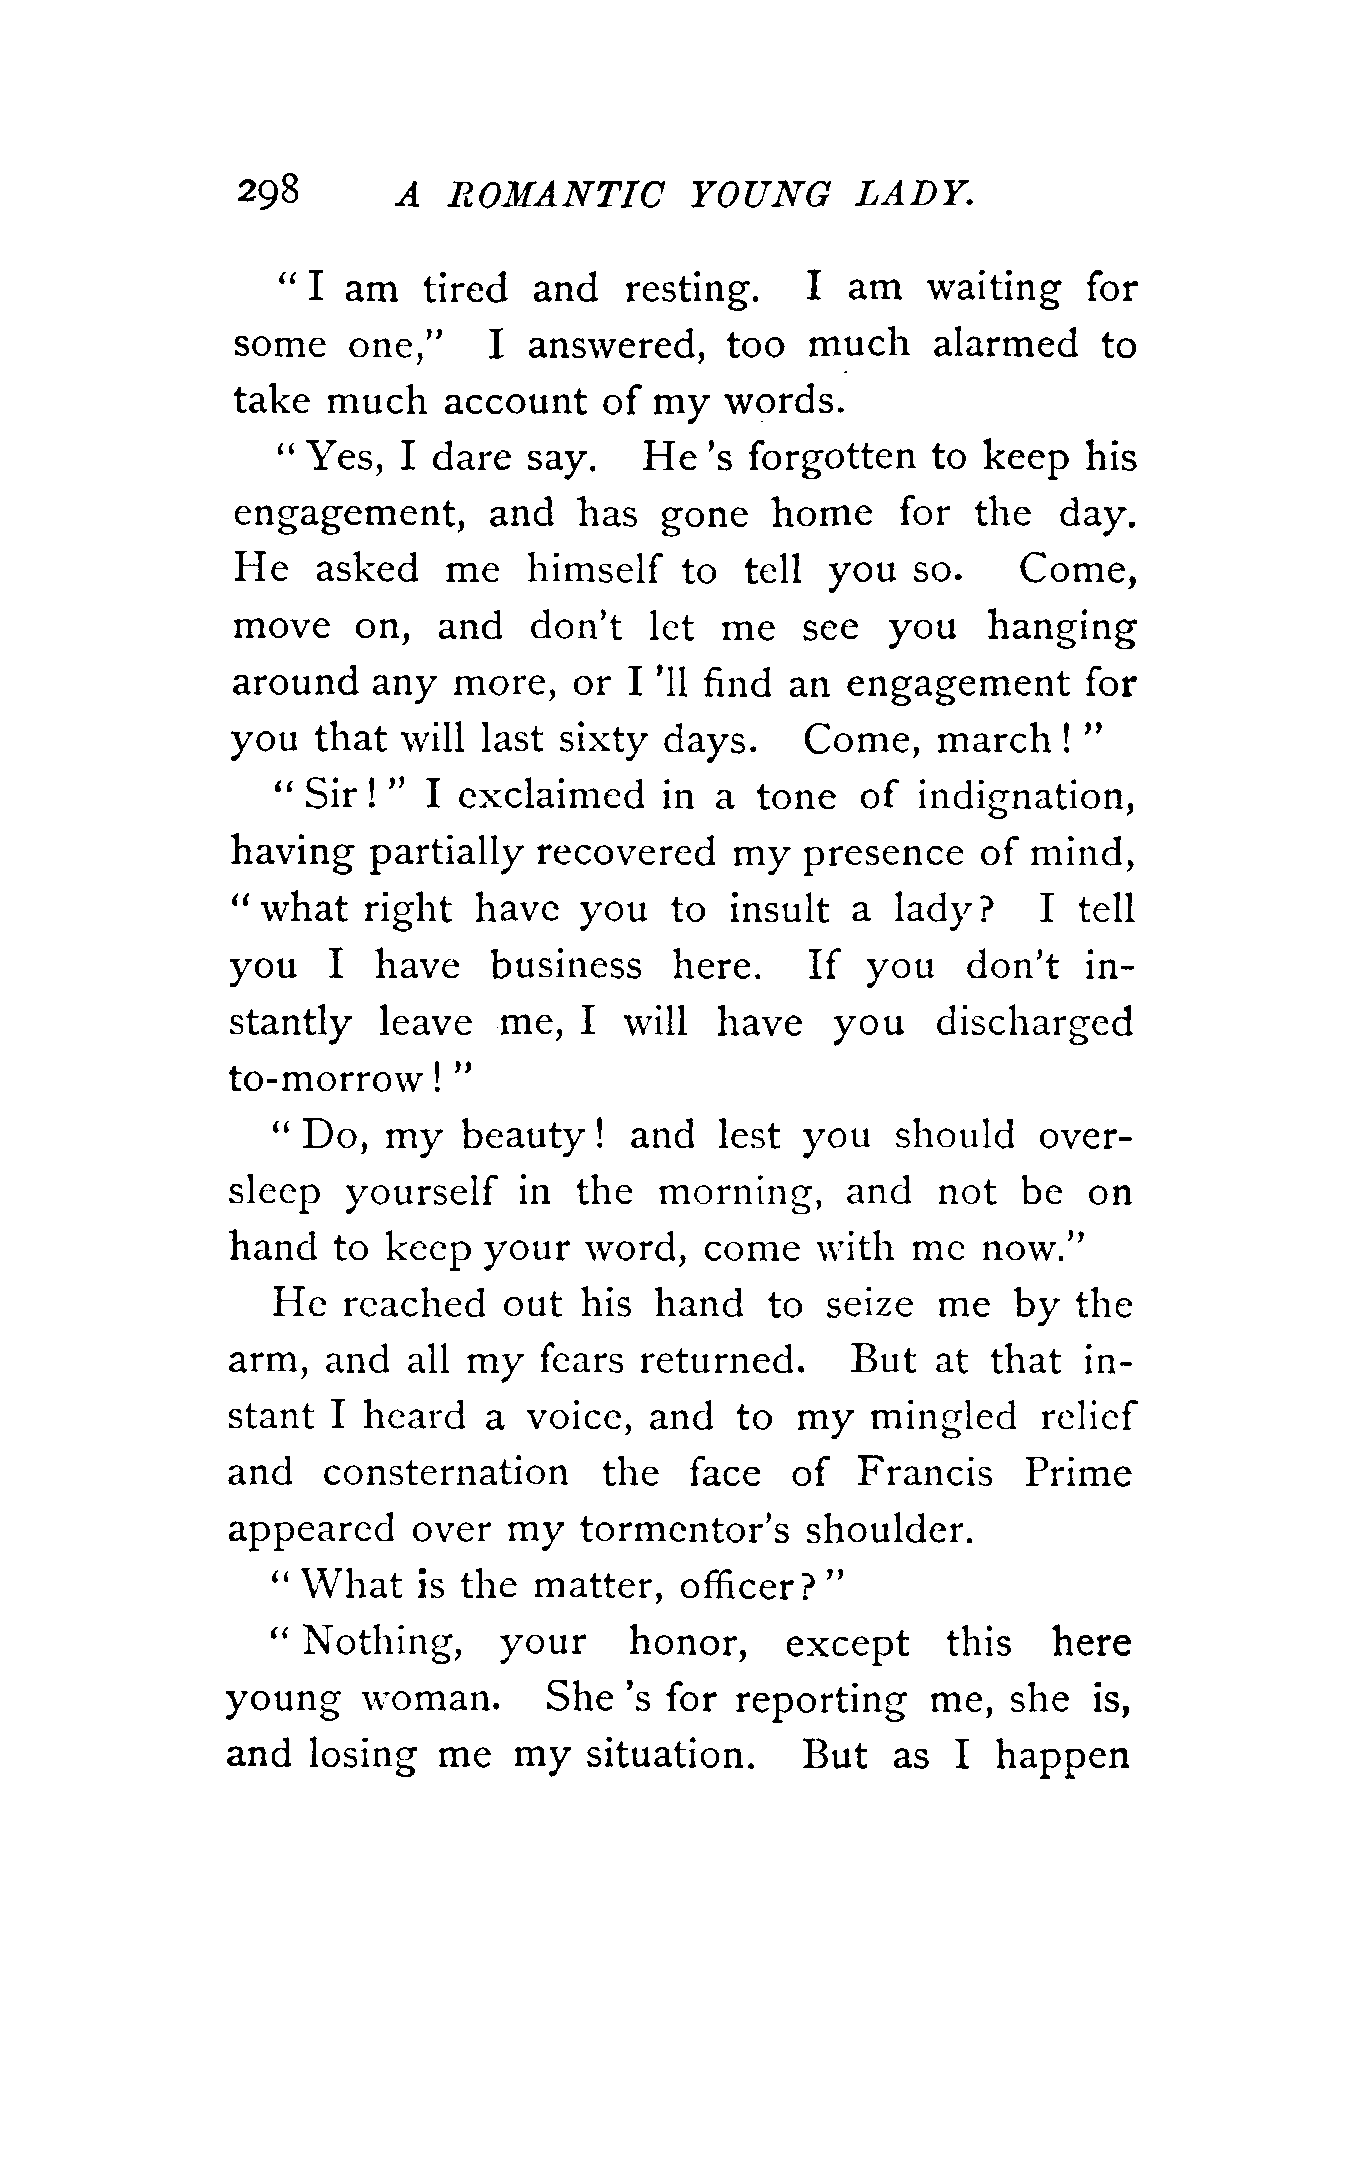 298 A ROMANTIC YOUNG LADY.
“ I am tired and resting. I am waiting for
some one,” I answered, too much alarmed to
take much account of my words.
“ Yes, I dare say. He ’s forgotten to keep his
engagement, and has gone home for the day.
He asked me himself to tell you so. Come,
move on, and don’t let me see you hanging
around any more, or I ’ll find an engagement for
you that will last sixty days. Come, march ! ”
“ Sir ! ” I exclaimed in a tone of indignation,
having partially recovered my presence of mind,
“ what right have you to insult a lady ? I tell
you I have business here. If you don’t in-
stantly leave me, I will have you discharged
to-morrow ! ”
“ Do, my beauty ! and lest you should over-
sleep yourself in the morning, and not be on
hand to keep your word, come with me now.”
He reached out his hand to seize me by the
arm, and all my fears returned. But at that in-
stant I heard a voice, and to my mingled relief
and consternation the face of Francis Prime
appeared over my tormentor’s shoulder.
“ What is the matter, officer ? ”
“ Nothing, your honor, except this here
young woman. She ’s for reporting me, she is,
and losing me my situation. But as I happen